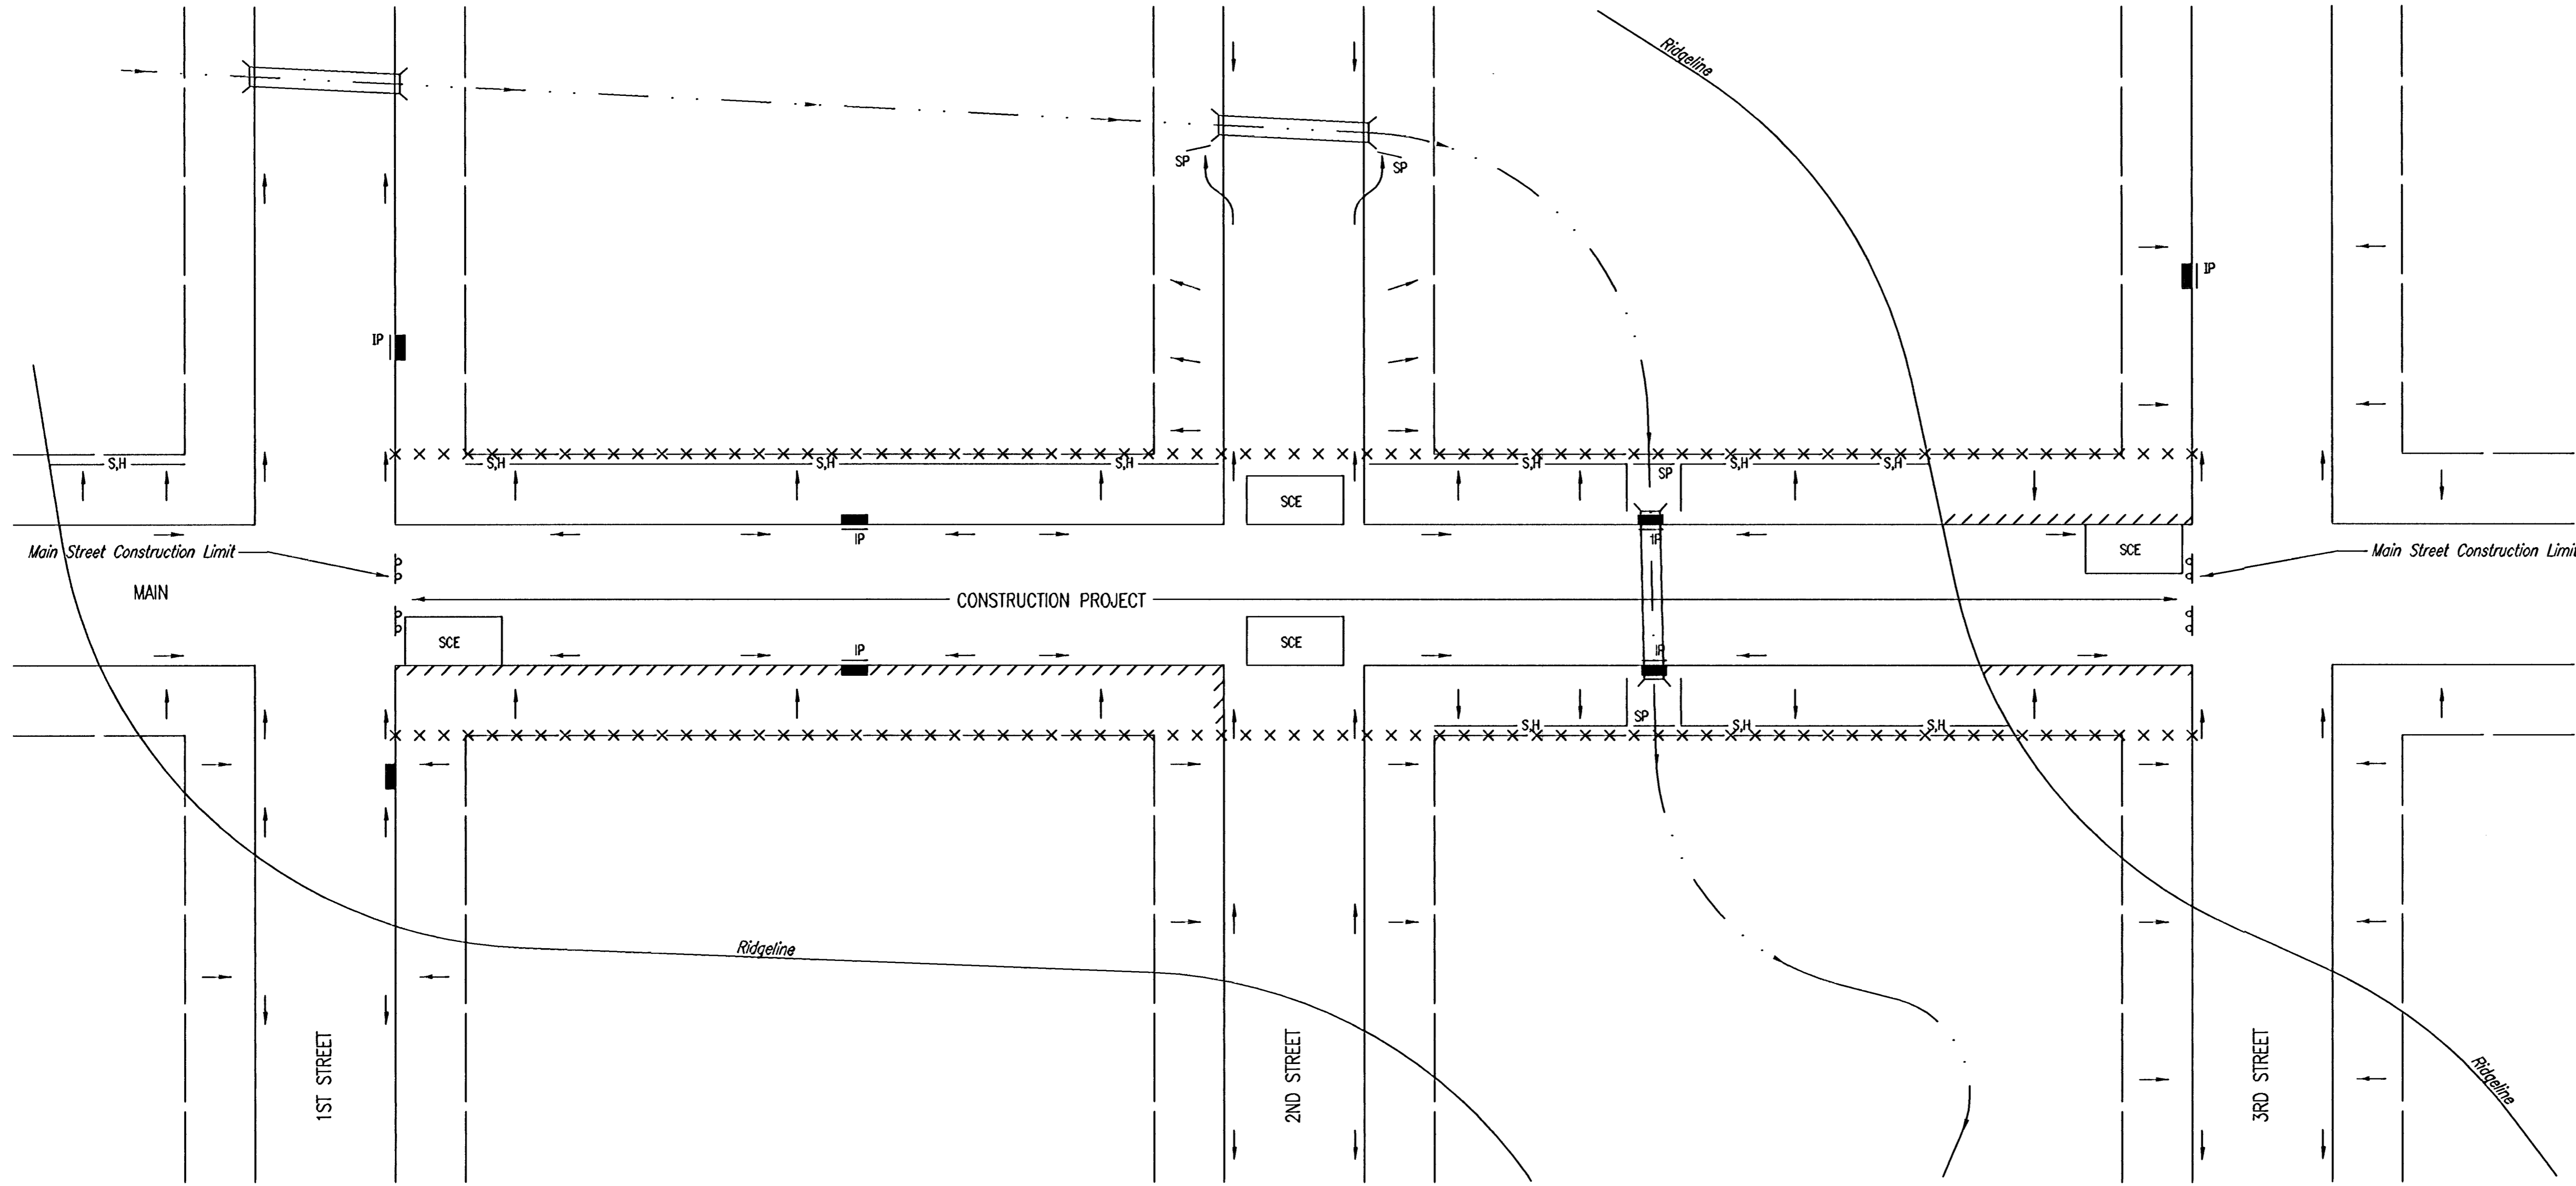 Ridgeline
SP
SP
IP
IP
S,H
S,H
S,H
S,H
S,H
SP
S,H
S,H
SCE
IP
IP
Main Street Construction Limit
SCE
Main Street Construction Limit
MAIN
CONSTRUCTION PROJECT
SCE
SCE
IP
IP
S,H
SP
S,H
S,H
Ridgeline
1ST STREET
2ND STREET
3RD STREET
Ridgeline